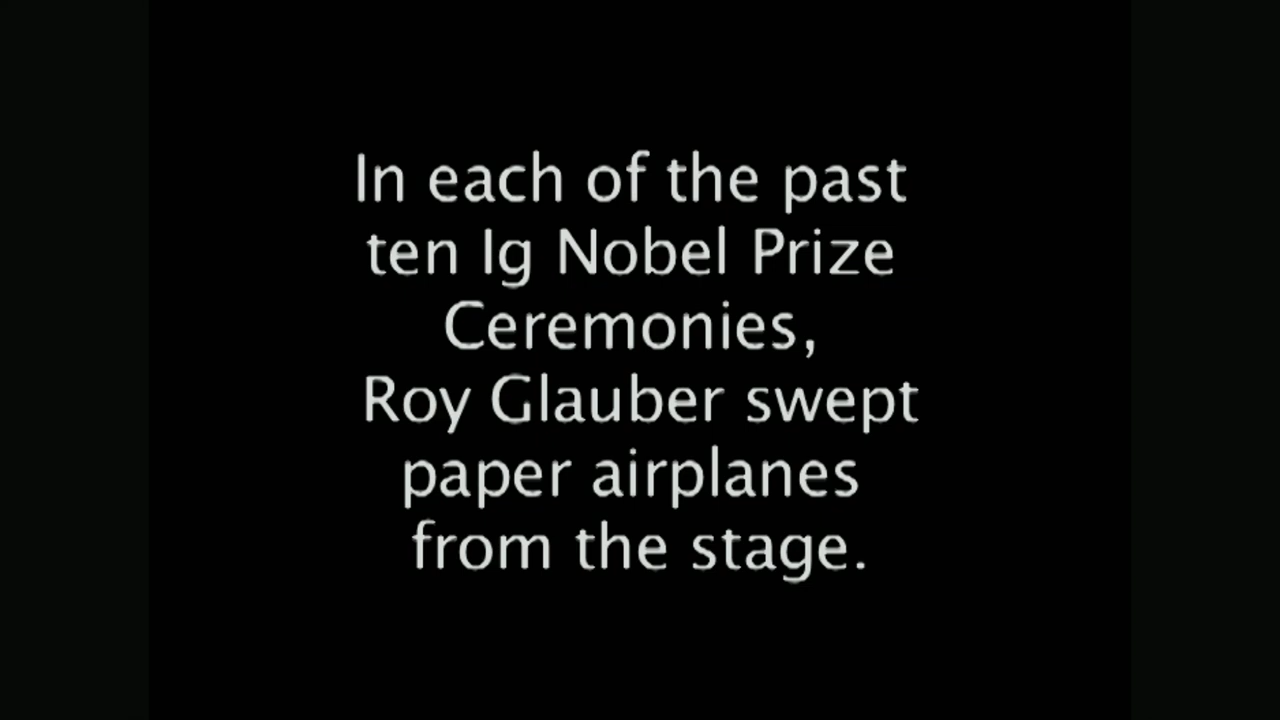 In each of the past
ten Ig Nobel Prize
Ceremonies,
Roy Glauber swept
paper airplanes
from the stage.